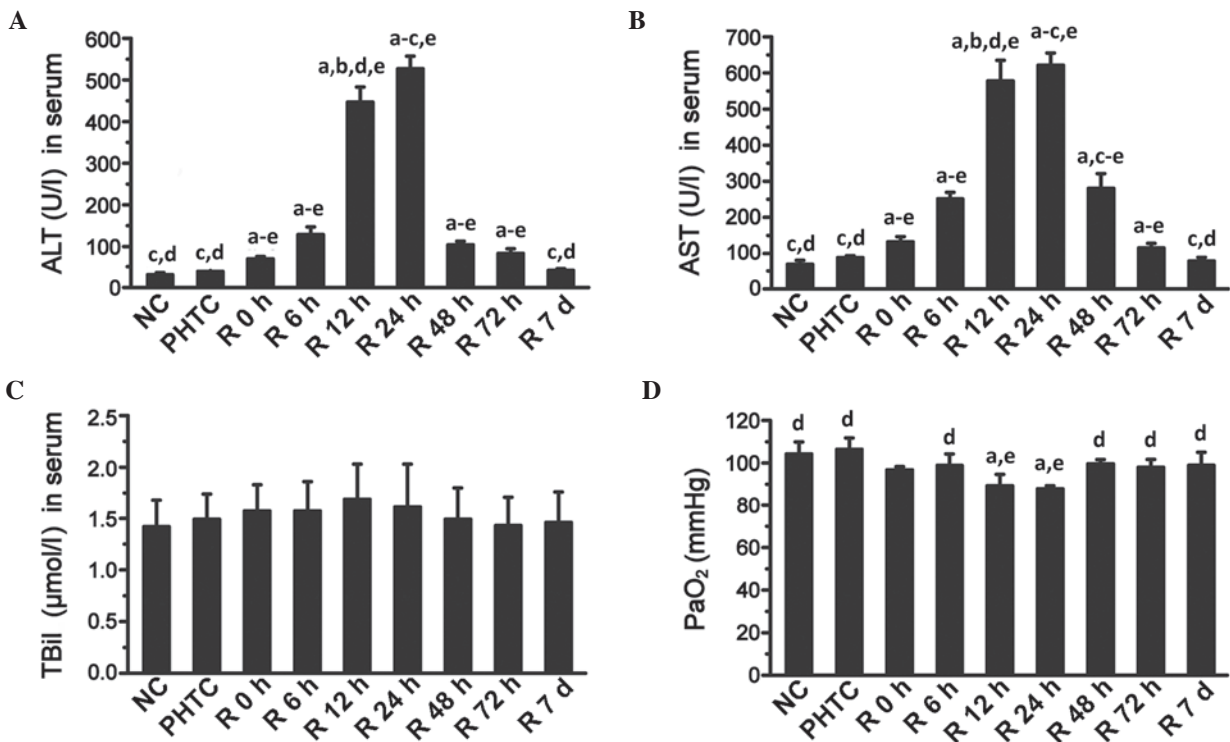 A
ALT (U/l) in serum
600
500
400
300
200
100
0
c,d
c,d
a-e
a-e
a,b,d,e
a-c,e
a-e
a-e
c,d
NC
PHTC
R 0 h
R 6 h
R 12 h
R 24 h
R 48 h
R 72 h
R 7 d
B
AST (U/l) in serum
700
600
500
400
300
200
100
0
c,d
c,d
a-e
a-e
a,b,d,e
a-c,e
a,c-e
a-e
c,d
NC
PHTC
R 0 h
R 6 h
R 12 h
R 24 h
R 48 h
R 72 h
R 7 d
C
TBil (µmol/l) in serum
2.5
2.0
1.5
1.0
0.5
0.0
NC
PHTC
R 0 h
R 6 h
R 12 h
R 24 h
R 48 h
R 72 h
R 7 d
D
PaO₂ (mmHg)
120
100
80
60
40
20
0
d
d
d
a,e
a,e
d
d
d
NC
PHTC
R 0 h
R 6 h
R 12 h
R 24 h
R 48 h
R 72 h
R 7 d